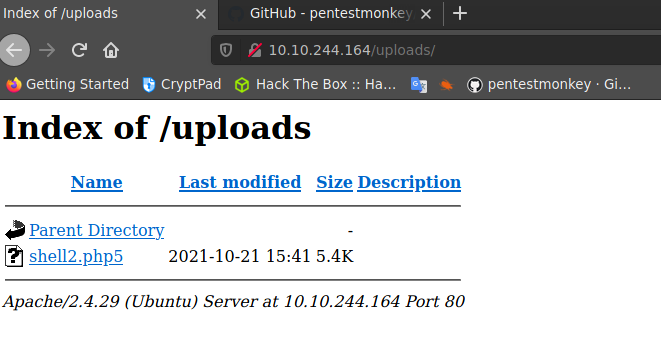 Index of /uploads
GitHub - pentestmonkey
10.10.244.164/uploads/
Getting Started CryptPad Hack The Box :: Ha… pentestmonkey · Gi…
Index of /uploads
Name Last modified Size Description
Parent Directory -
shell2.php5 2021-10-21 15:41 5.4K
Apache/2.4.29 (Ubuntu) Server at 10.10.244.164 Port 80